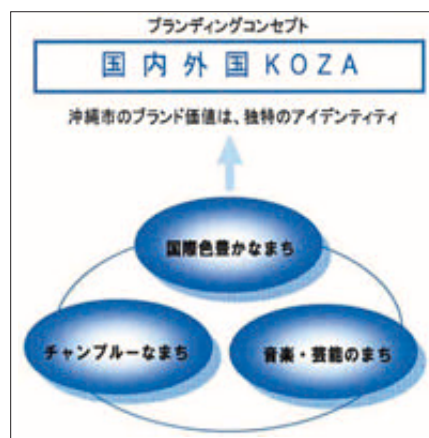 ブランディングコンセプト
国内外国KOZA
沖縄市のブランド価値は、独特のアイデンティティ
国際色豊かなまち
チャンプルーなまち
音楽・芸能のまち